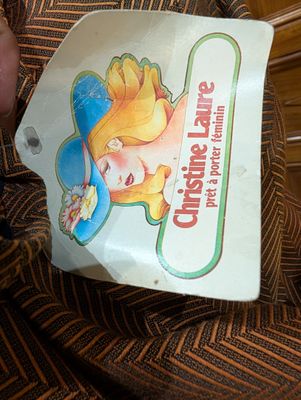 Christine Laure
prêt à porter féminin